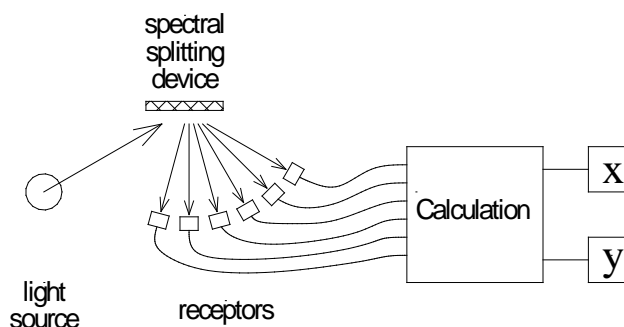 spectral
splitting
device
Calculation
x
y
light
source
receptors